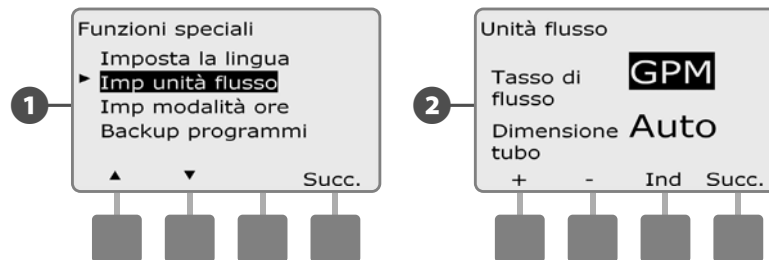 Funzioni speciali
Imposta la lingua
Imp unità flusso
Imp modalità ore
Backup programmi
Succ.
1
Unità flusso
Tasso di flusso GPM
Dimensione tubo Auto
+ - Ind Succ.
2